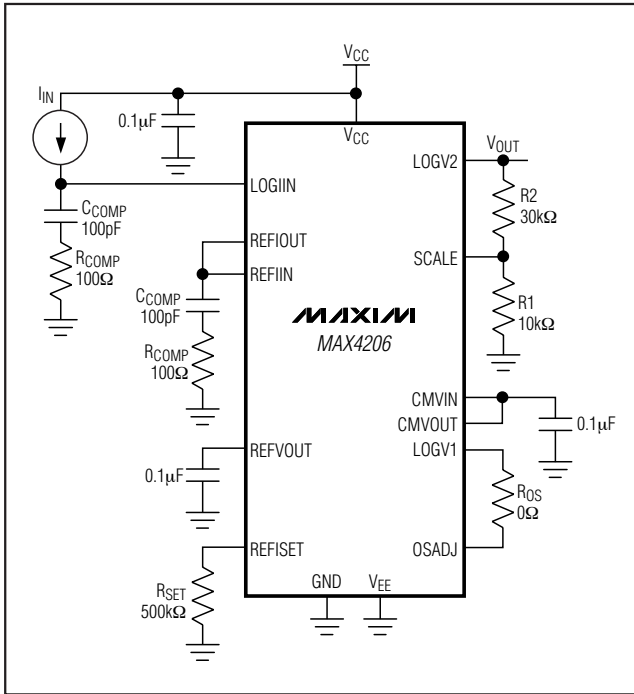 VCC
IIN
0.1µF
VCC
LOGV2
VOUT
LOGIIN
R2
30kΩ
CCOMP
100pF
REFIOUT
SCALE
RCOMP
100Ω
REFIIN
R1
10kΩ
CCOMP
100pF
MAXIM
MAX4206
RCOMP
100Ω
CMVIN
CMVOUT
0.1µF
REFVOUT
LOGV1
0.1µF
ROS
0Ω
REFISET
OSADJ
RSET
500kΩ
GND
VEE